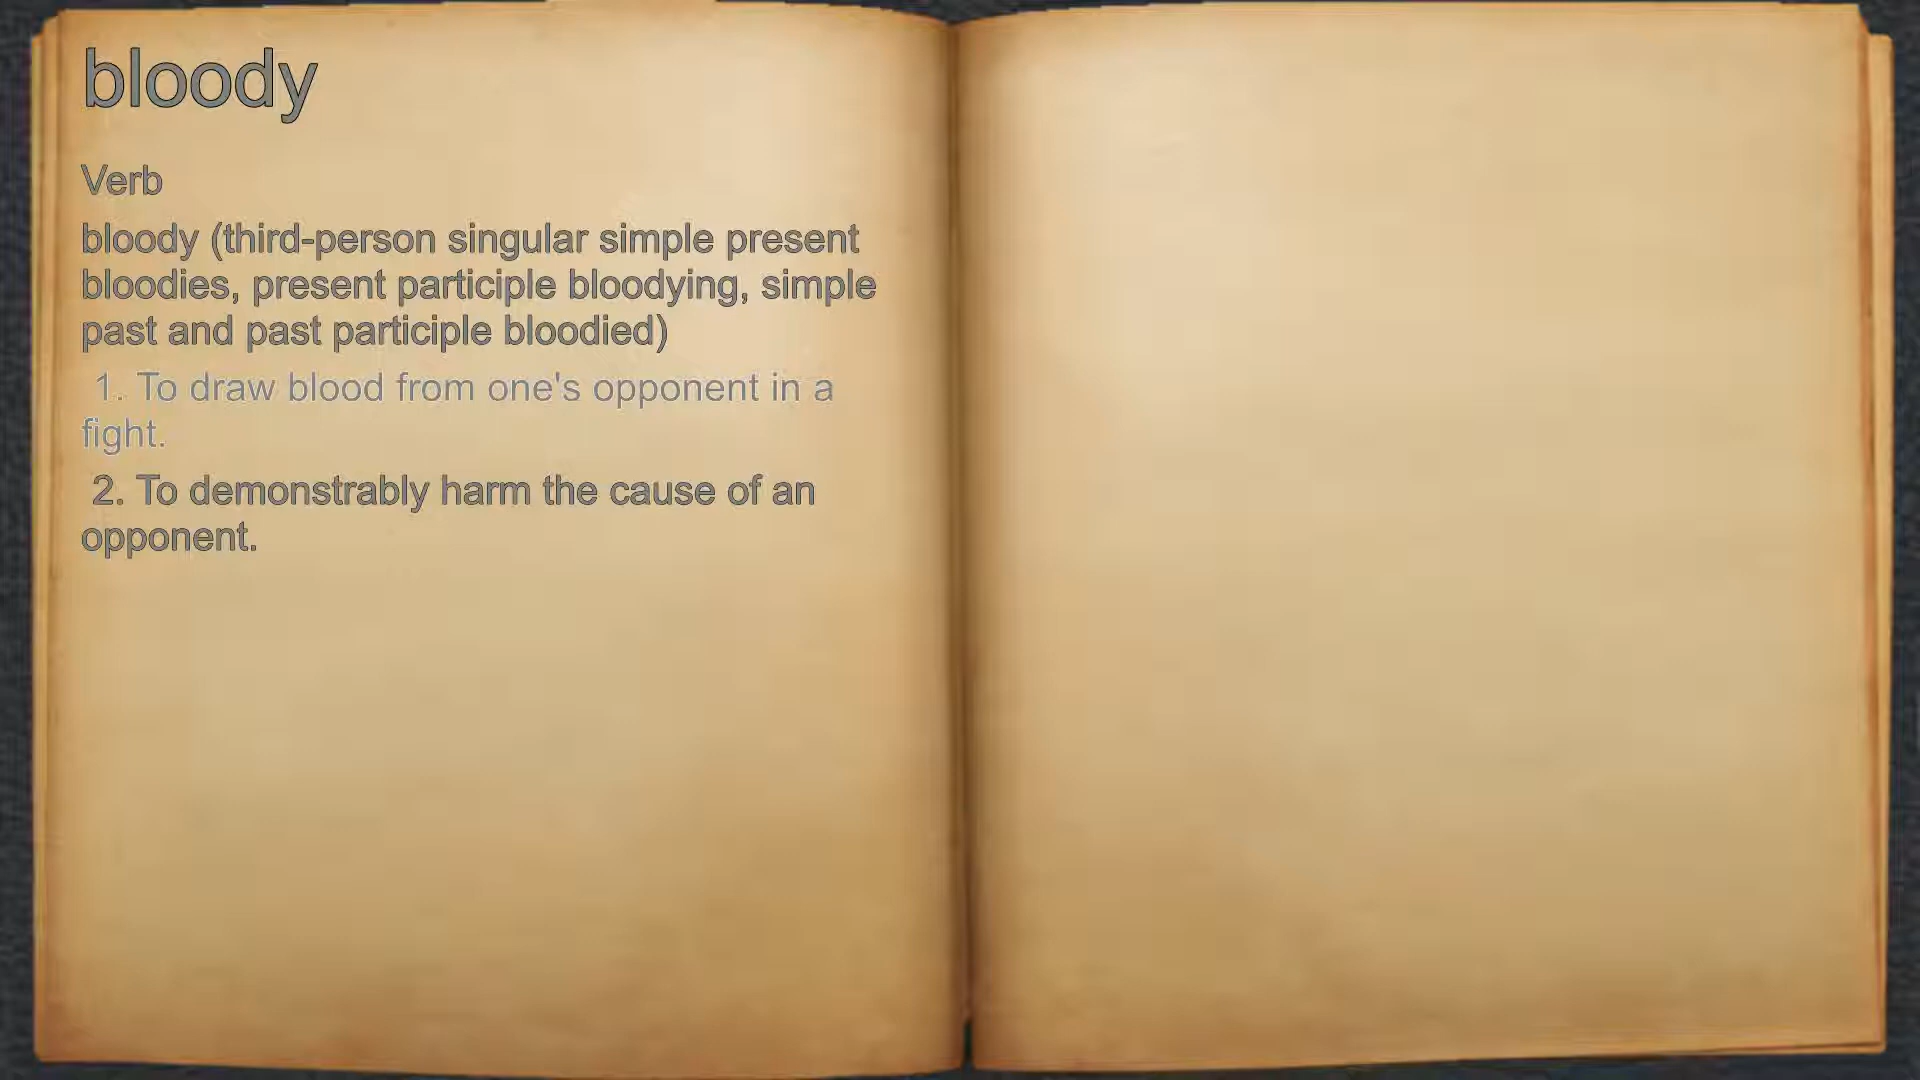 bloody
Verb
bloody (third-person singular simple present
bloodies, present participle bloodying, simple
past and past participle bloodied)
1. To draw blood from one's opponent in a
fight.
2. To demonstrably harm the cause of an
opponent.